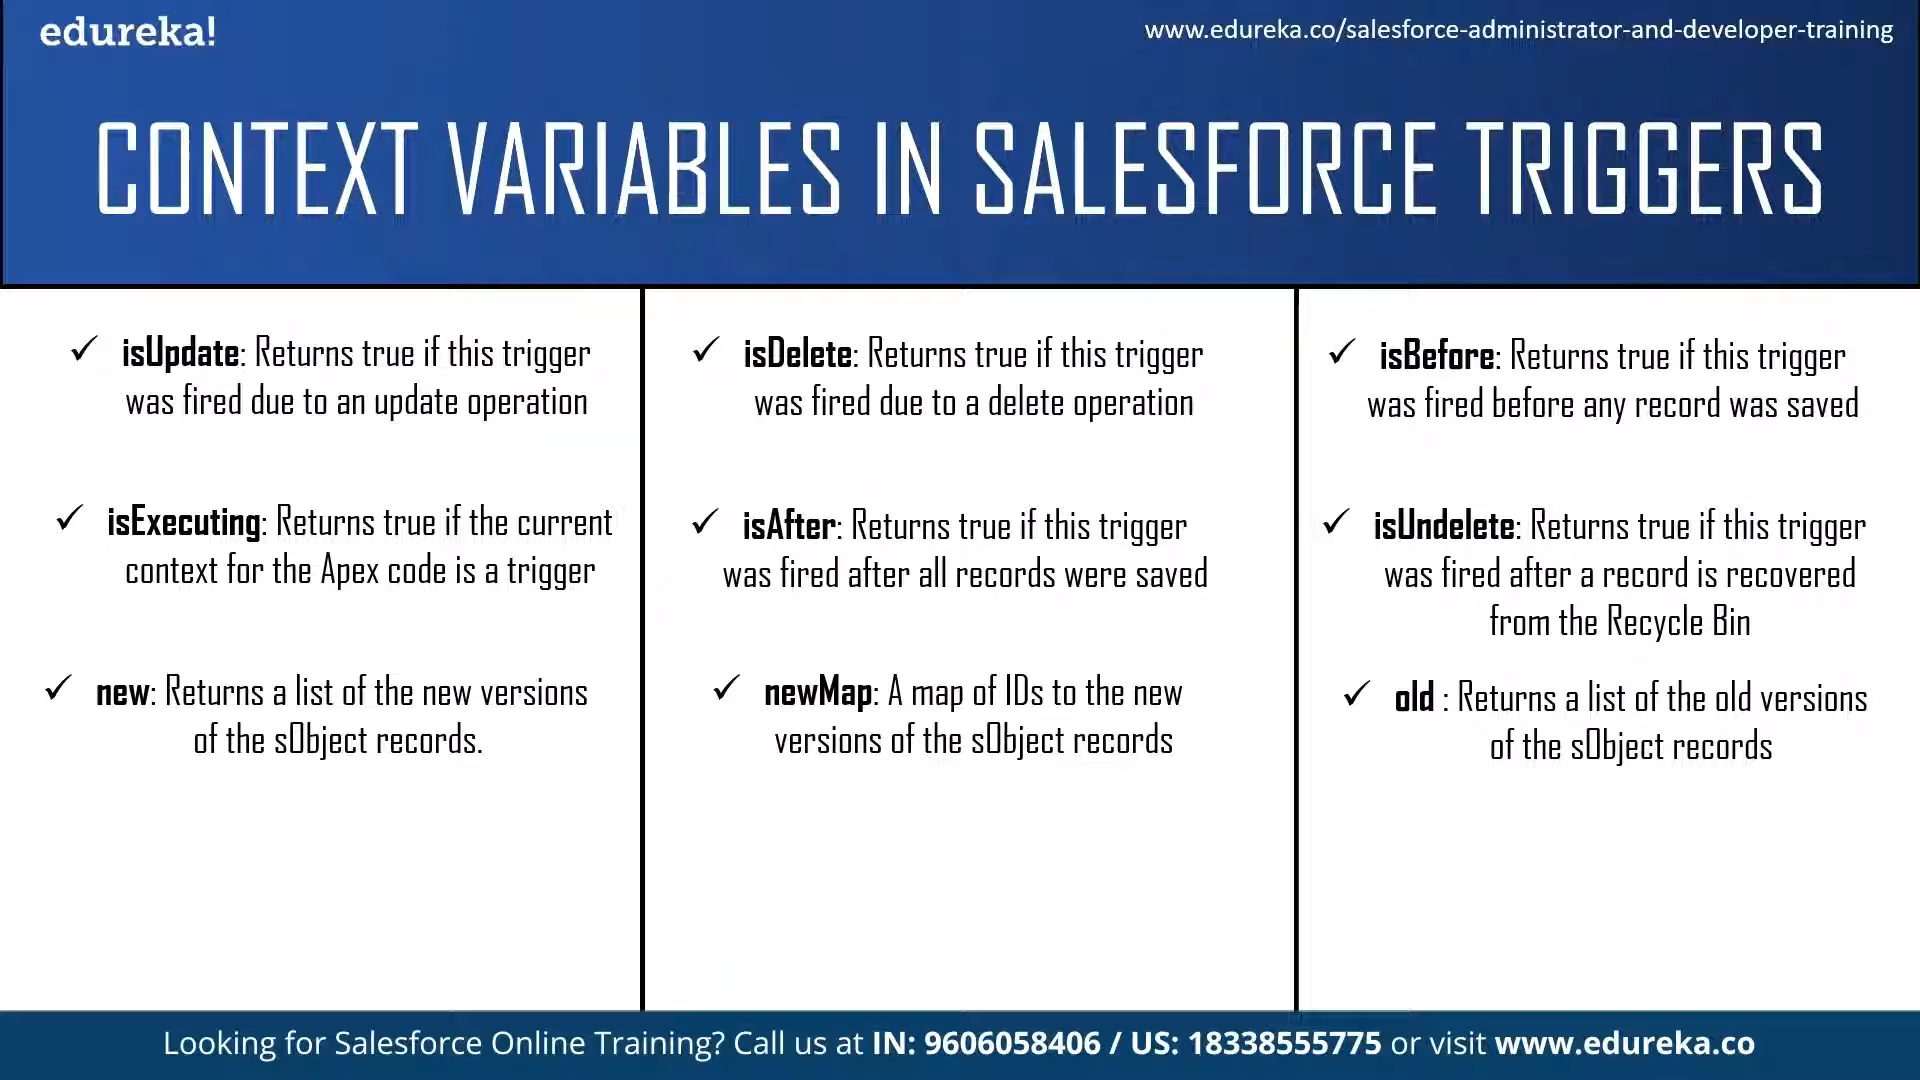 edureka!
www.edureka.co/salesforce-administrator-and-developer-training
CONTEXT VARIABLES IN SALESFORCE TRIGGERS
✓ isUpdate: Returns true if this trigger
was fired due to an update operation
✓ isExecuting: Returns true if the current
context for the Apex code is a trigger
✓ new: Returns a list of the new versions
of the sObject records.
✓ isDelete: Returns true if this trigger
was fired due to a delete operation
✓ isAfter: Returns true if this trigger
was fired after all records were saved
✓ newMap: A map of IDs to the new
versions of the sObject records
✓ isBefore: Returns true if this trigger
was fired before any record was saved
✓ isUndelete: Returns true if this trigger
was fired after a record is recovered
from the Recycle Bin
✓ old : Returns a list of the old versions
of the sObject records
Looking for Salesforce Online Training? Call us at IN: 9606058406 / US: 18338555775 or visit www.edureka.co